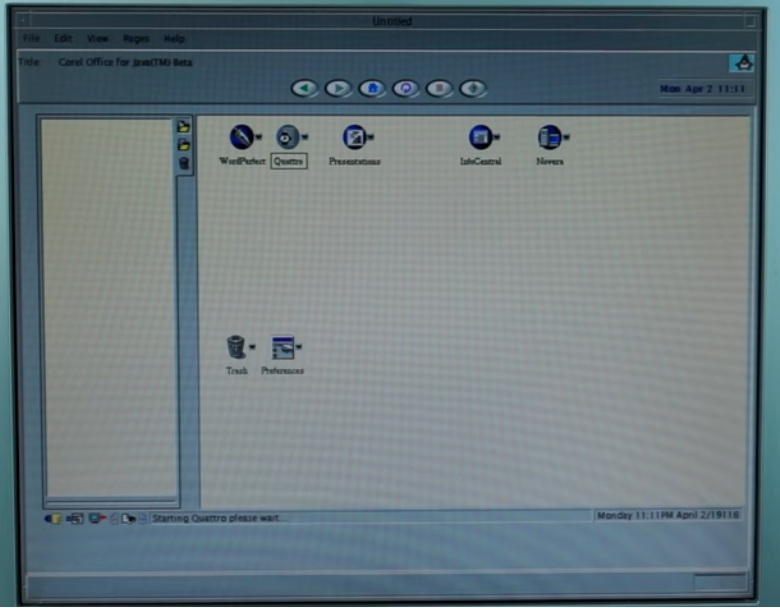 Untitled
File Edit View Pages Help
Title: Corel Office for Java(TM) Beta
Mon Apr 2 11:11
WordPerfect Quattro Presentations InfoCentral Novera
Trash Preferences
Starting Quattro please wait...
Monday 11:11PM April 2/19118